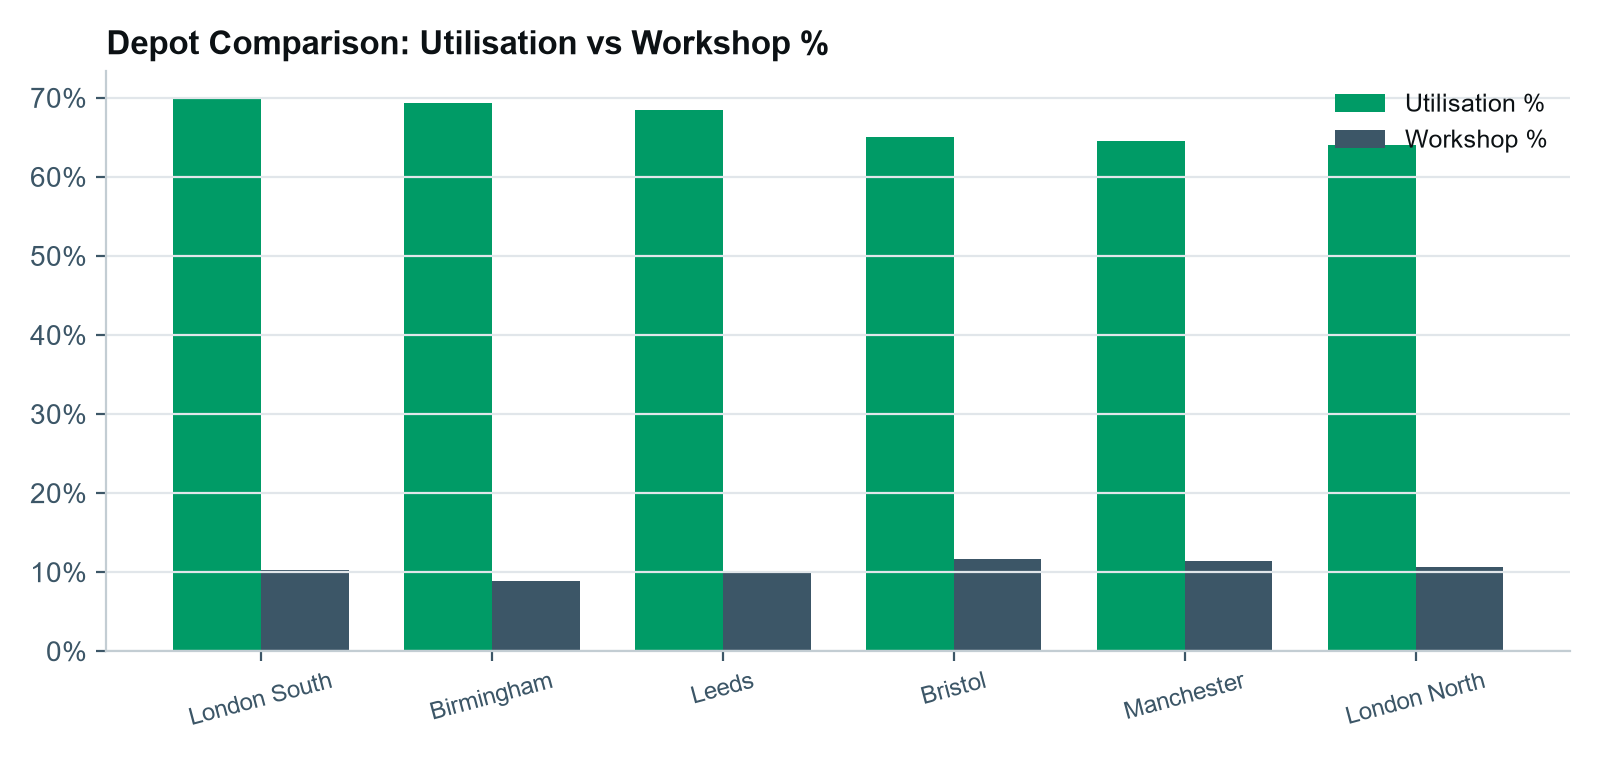 Depot Comparison: Utilisation vs Workshop %
70%
60%
50%
40%
30%
20%
10%
0%
Utilisation %
Workshop %
London South
Birmingham
Leeds
Bristol
Manchester
London North